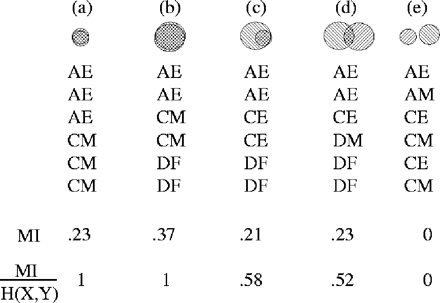 (a) (b) (c) (d) (e)
AE AE AE AE AE
AE AE AE AE AM
AE CM CE CE CE
CM CM CE DM CE
CM DF DF DF CE
CM DF DF DF CM
MI .23 .37 .21 .23 0
MI
H(X,Y) 1 1 .58 .52 0